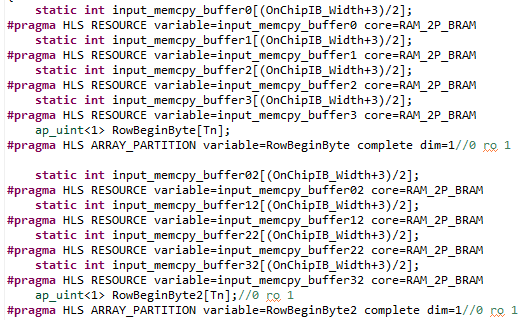 static int input_memcpy_buffer0[(OnChipIB_Width+3)/2];
#pragma HLS RESOURCE variable=input_memcpy_buffer0 core=RAM_2P_BRAM
static int input_memcpy_buffer1[(OnChipIB_Width+3)/2];
#pragma HLS RESOURCE variable=input_memcpy_buffer1 core=RAM_2P_BRAM
static int input_memcpy_buffer2[(OnChipIB_Width+3)/2];
#pragma HLS RESOURCE variable=input_memcpy_buffer2 core=RAM_2P_BRAM
static int input_memcpy_buffer3[(OnChipIB_Width+3)/2];
#pragma HLS RESOURCE variable=input_memcpy_buffer3 core=RAM_2P_BRAM
ap_uint<1> RowBeginByte[Tn];
#pragma HLS ARRAY_PARTITION variable=RowBeginByte complete dim=1//0 ro 1
static int input_memcpy_buffer02[(OnChipIB_Width+3)/2];
#pragma HLS RESOURCE variable=input_memcpy_buffer02 core=RAM_2P_BRAM
static int input_memcpy_buffer12[(OnChipIB_Width+3)/2];
#pragma HLS RESOURCE variable=input_memcpy_buffer12 core=RAM_2P_BRAM
static int input_memcpy_buffer22[(OnChipIB_Width+3)/2];
#pragma HLS RESOURCE variable=input_memcpy_buffer22 core=RAM_2P_BRAM
static int input_memcpy_buffer32[(OnChipIB_Width+3)/2];
#pragma HLS RESOURCE variable=input_memcpy_buffer32 core=RAM_2P_BRAM
ap_uint<1> RowBeginByte2[Tn];//0 ro 1
#pragma HLS ARRAY_PARTITION variable=RowBeginByte2 complete dim=1//0 ro 1